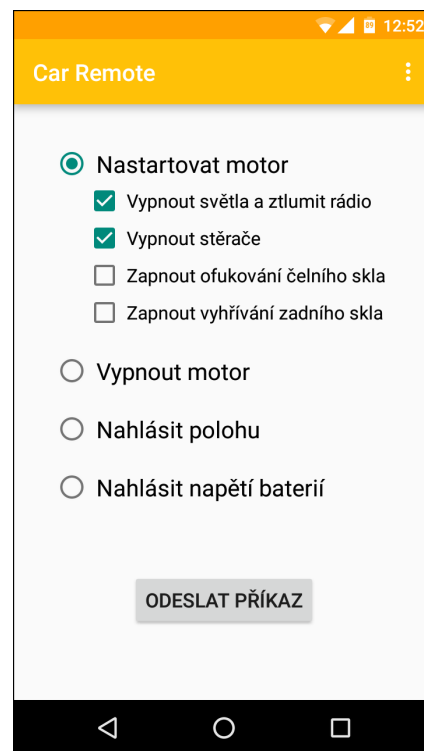 12:52
Car Remote
Nastartovat motor
Vypnout světla a ztlumit rádio
Vypnout stěrače
Zapnout ofukování čelního skla
Zapnout vyhřívání zadního skla
Vypnout motor
Nahlásit polohu
Nahlásit napětí baterií
ODESLAT PŘÍKAZ